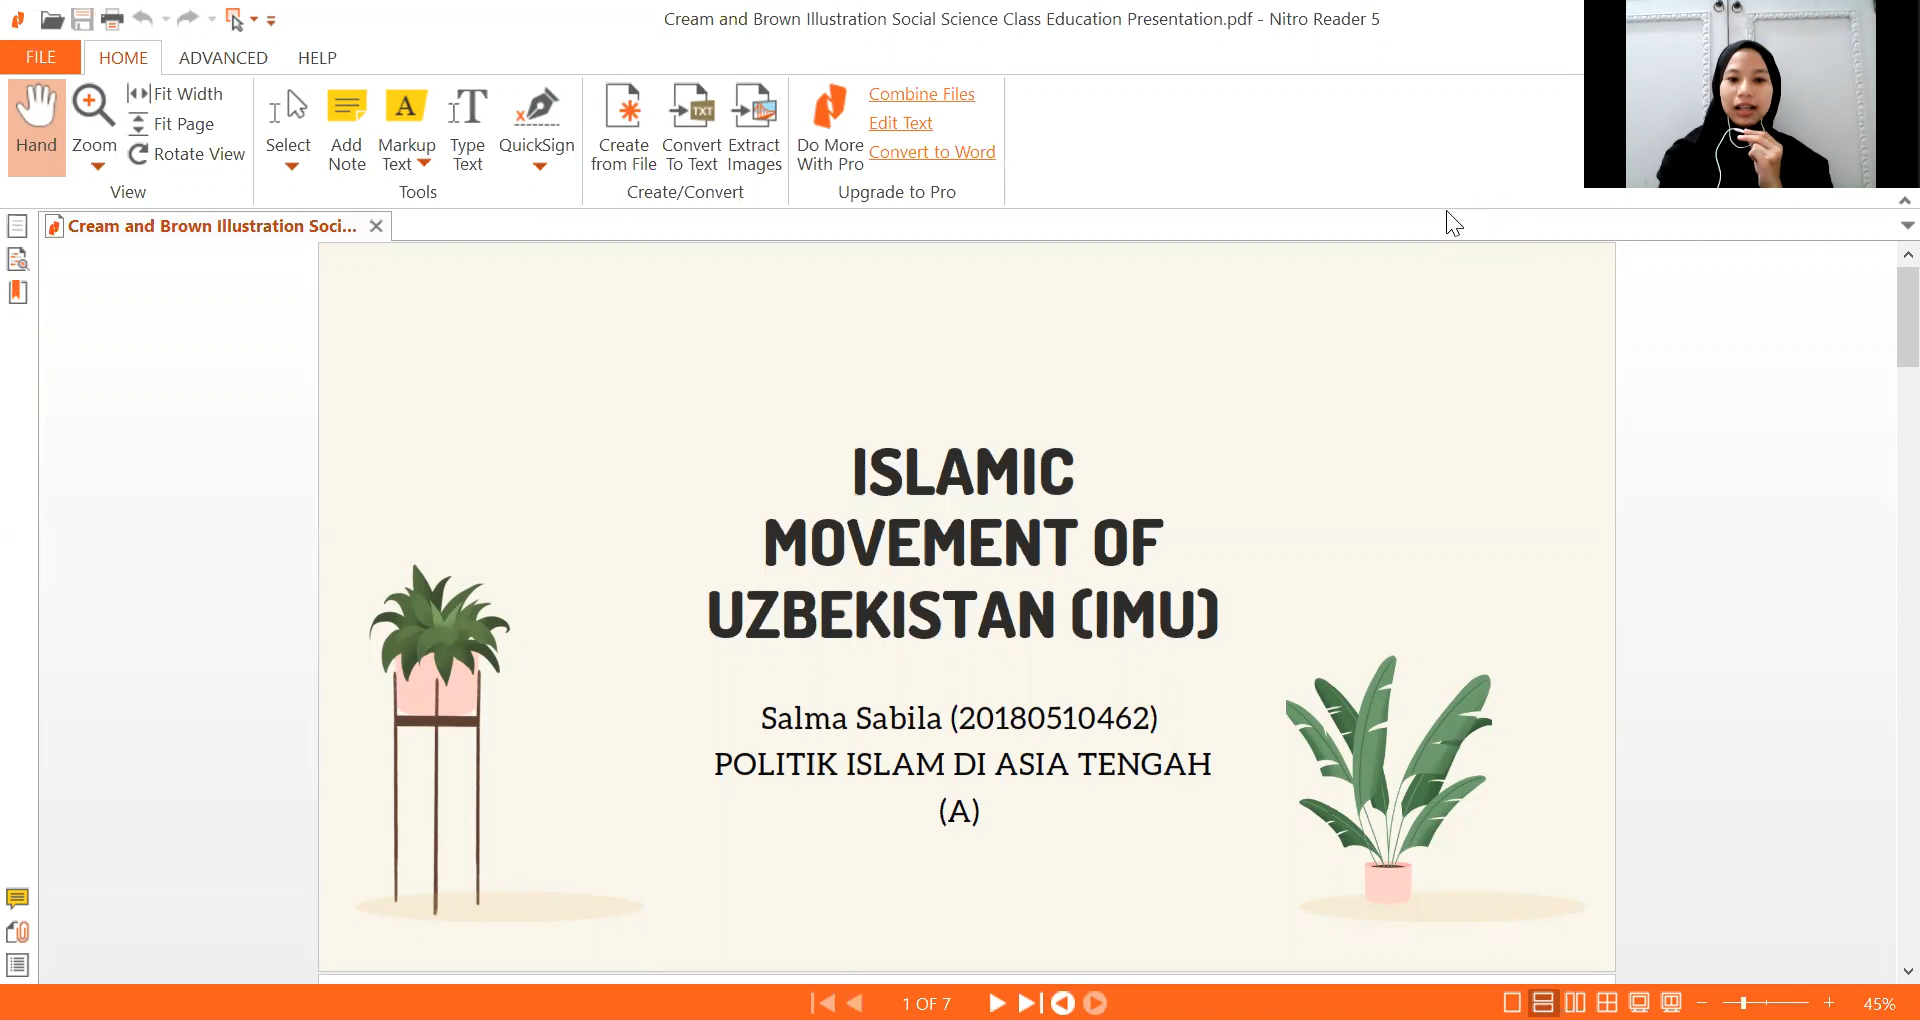 Cream and Brown Illustration Social Science Class Education Presentation.pdf - Nitro Reader 5
FILE
HOME
ADVANCED
HELP
Hand
Zoom
Fit Width
Fit Page
Rotate View
View
Select
Add
Note
Markup
Text
Type
Text
QuickSign
Tools
Create
from File
Convert
To Text
Extract
Images
Create/Convert
Do More
With Pro
Combine Files
Edit Text
Convert to Word
Upgrade to Pro
Cream and Brown Illustration Soci...
ISLAMIC
MOVEMENT OF
UZBEKISTAN (IMU)
Salma Sabila (20180510462)
POLITIK ISLAM DI ASIA TENGAH
(A)
1 OF 7
45%